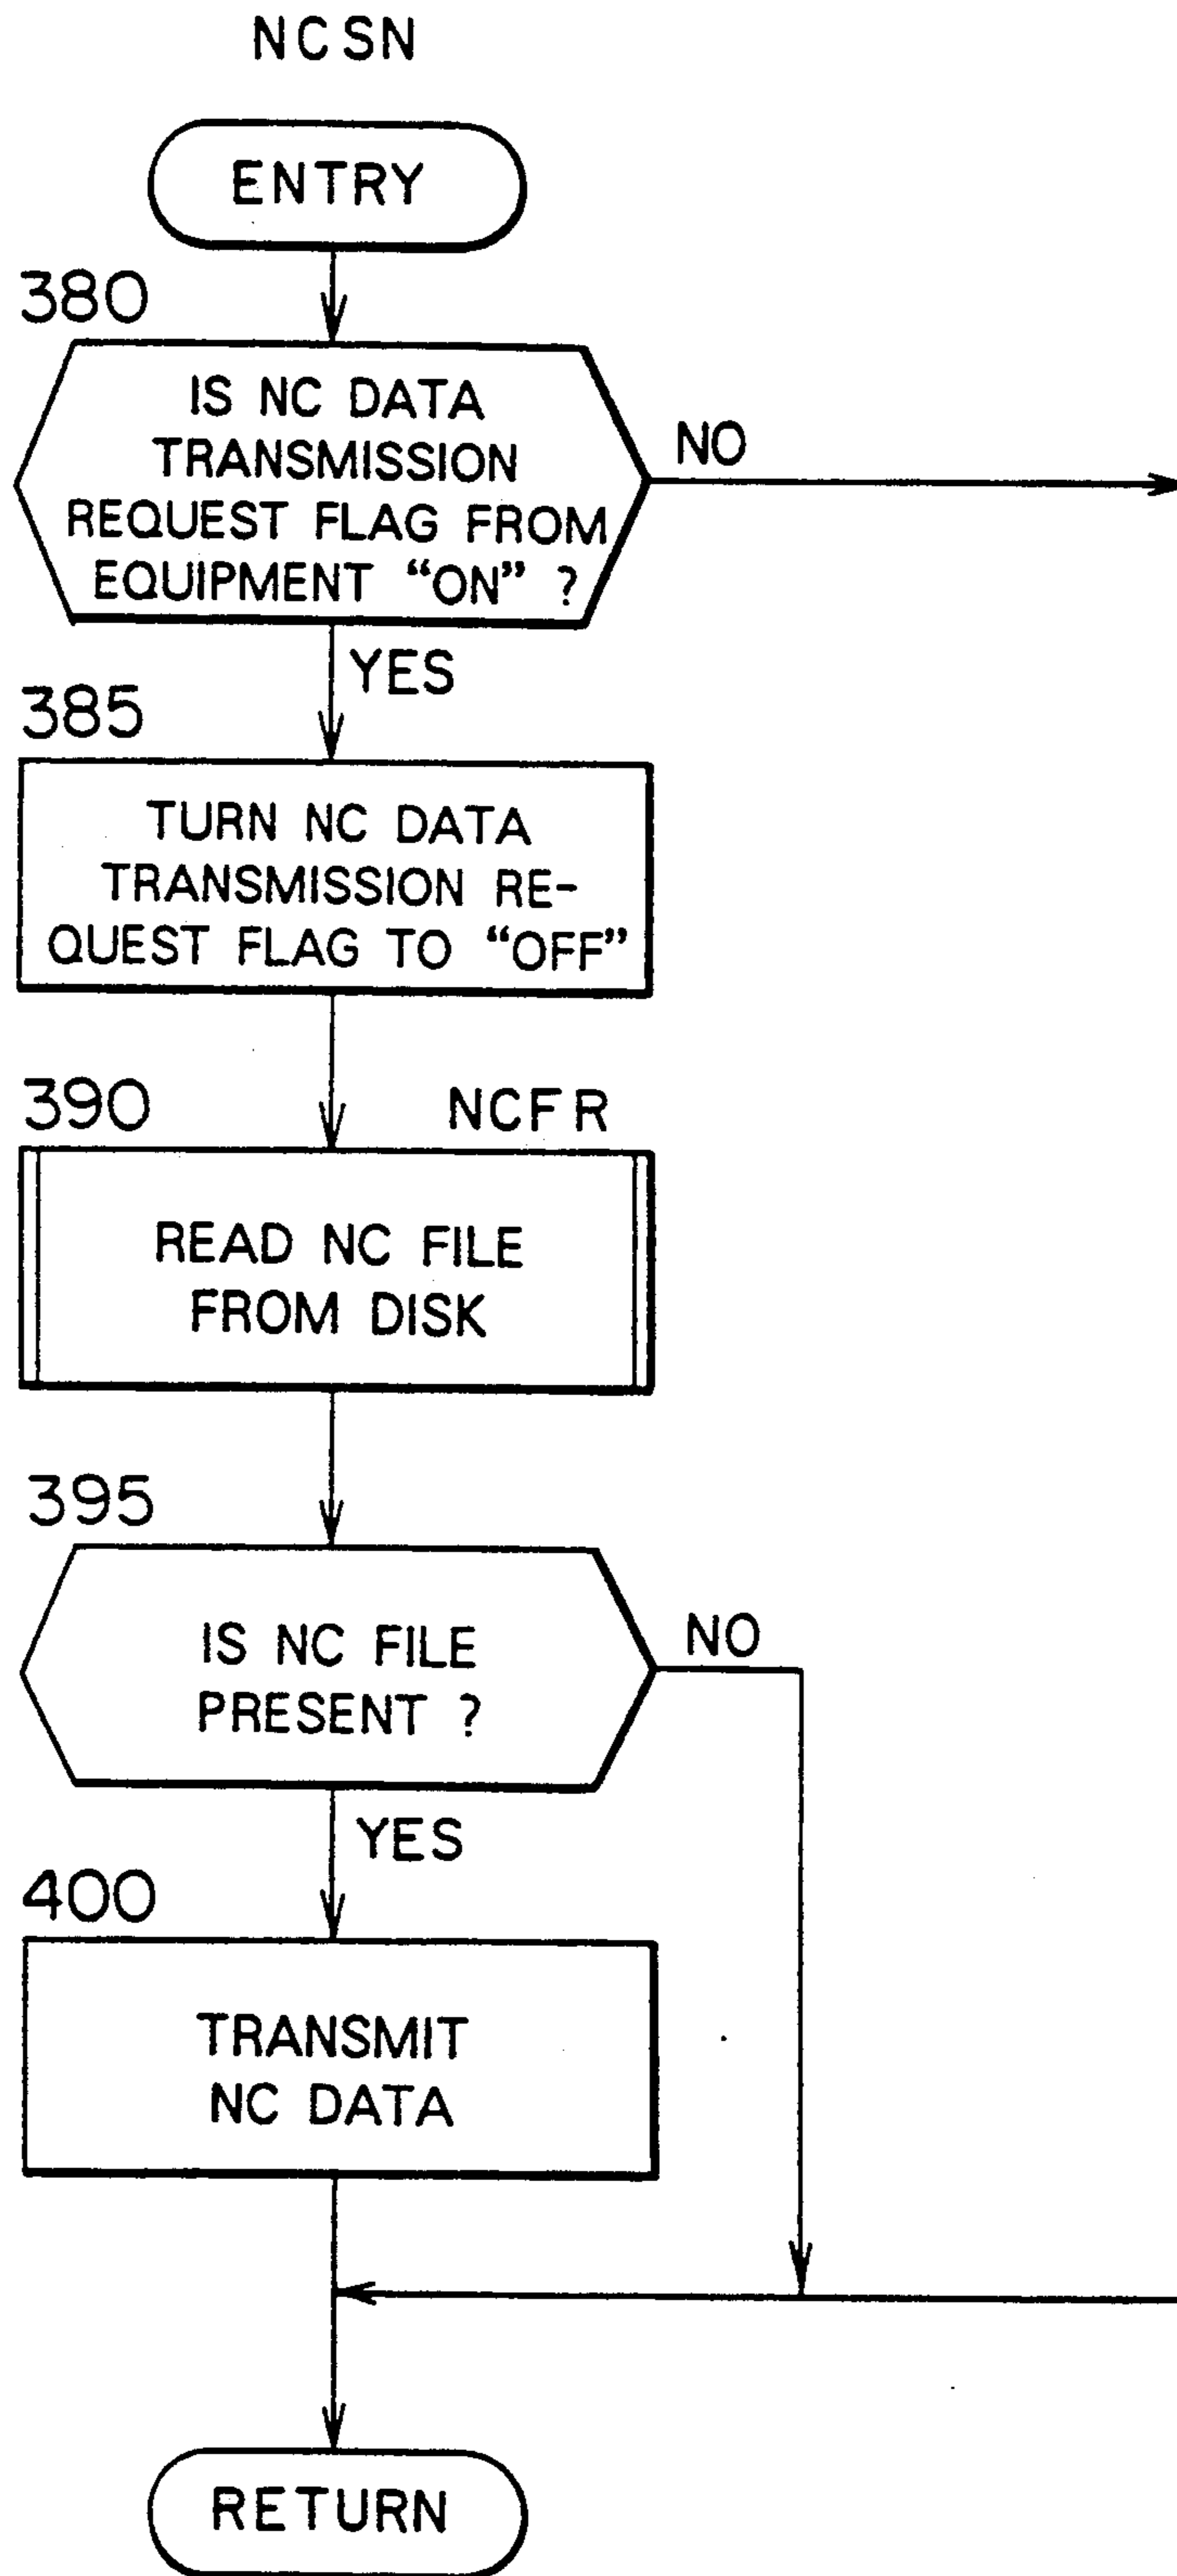 NCSN
ENTRY
380
IS NC DATA
TRANSMISSION
REQUEST FLAG FROM
EQUIPMENT “ON” ?
NO
YES
385
TURN NC DATA
TRANSMISSION RE-
QUEST FLAG TO “OFF”
390
NCFR
READ NC FILE
FROM DISK
395
IS NC FILE
PRESENT ?
NO
YES
400
TRANSMIT
NC DATA
RETURN